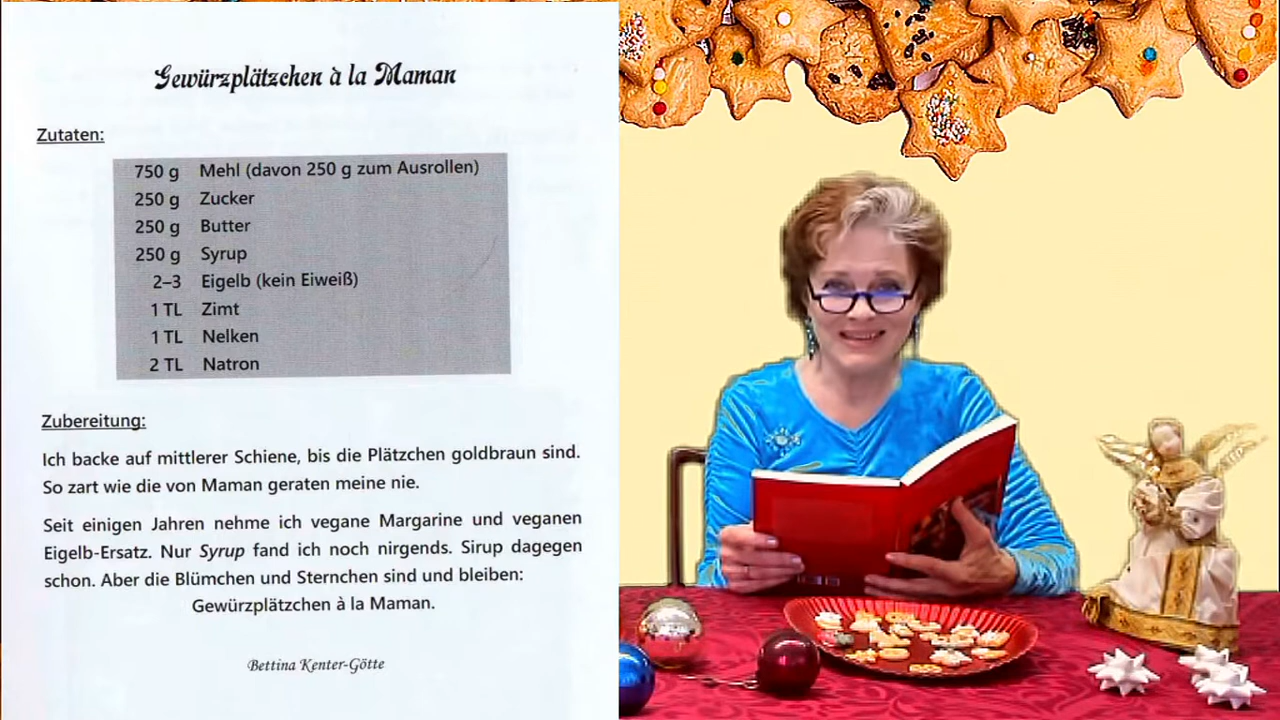 Gewürzplätzchen à la Maman
Zutaten:
750 g Mehl (davon 250 g zum Ausrollen)
250 g Zucker
250 g Butter
250 g Syrup
2–3 Eigelb (kein Eiweiß)
1 TL Zimt
1 TL Nelken
2 TL Natron
Zubereitung:
Ich backe auf mittlerer Schiene, bis die Plätzchen goldbraun sind.
So zart wie die von Maman geraten meine nie.
Seit einigen Jahren nehme ich vegane Margarine und veganen
Eigelb-Ersatz. Nur Syrup fand ich noch nirgends. Sirup dagegen
schon. Aber die Blümchen und Sternchen sind und bleiben:
Gewürzplätzchen à la Maman.
Bettina Kenter-Götte